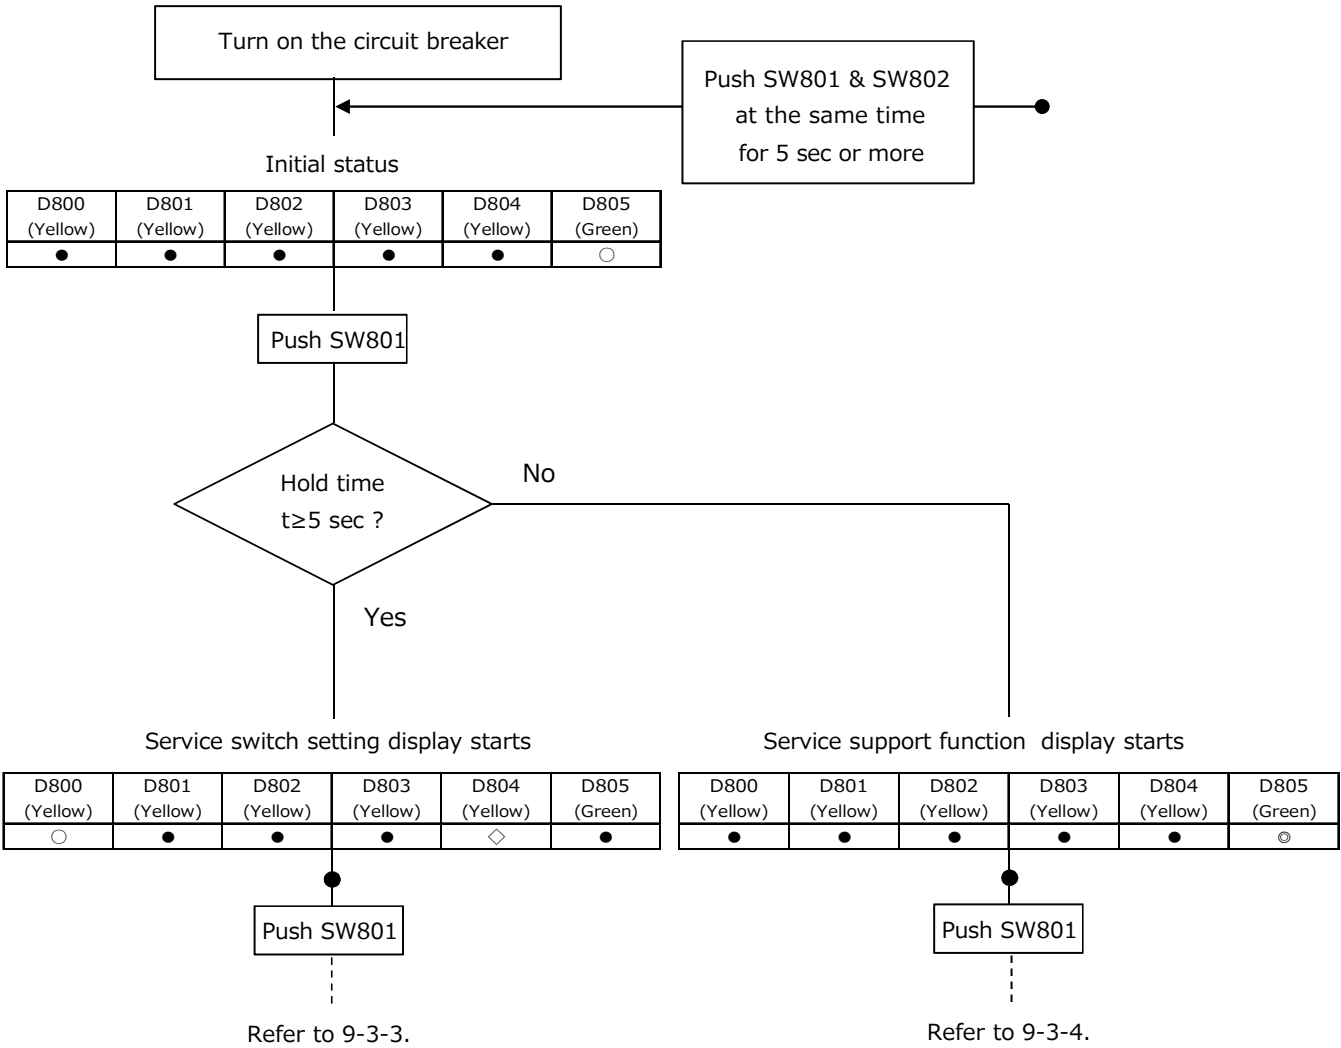 Turn on the circuit breaker
Push SW801 & SW802
at the same time
for 5 sec or more
Initial status
D800 D801 D802 D803 D804 D805
(Yellow) (Yellow) (Yellow) (Yellow) (Yellow) (Green)
● ● ● ● ● ○
Push SW801
Hold time
t≥5 sec ?
No
Yes
Service switch setting display starts
D800 D801 D802 D803 D804 D805
(Yellow) (Yellow) (Yellow) (Yellow) (Yellow) (Green)
○ ● ● ● ◇ ●
Push SW801
Refer to 9-3-3.
Service support function display starts
D800 D801 D802 D803 D804 D805
(Yellow) (Yellow) (Yellow) (Yellow) (Yellow) (Green)
● ● ● ● ● ◎
Push SW801
Refer to 9-3-4.